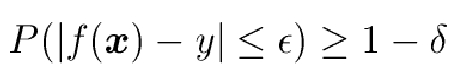 P(|f(𝒙) − y| ≤ ϵ) ≥ 1 − δ